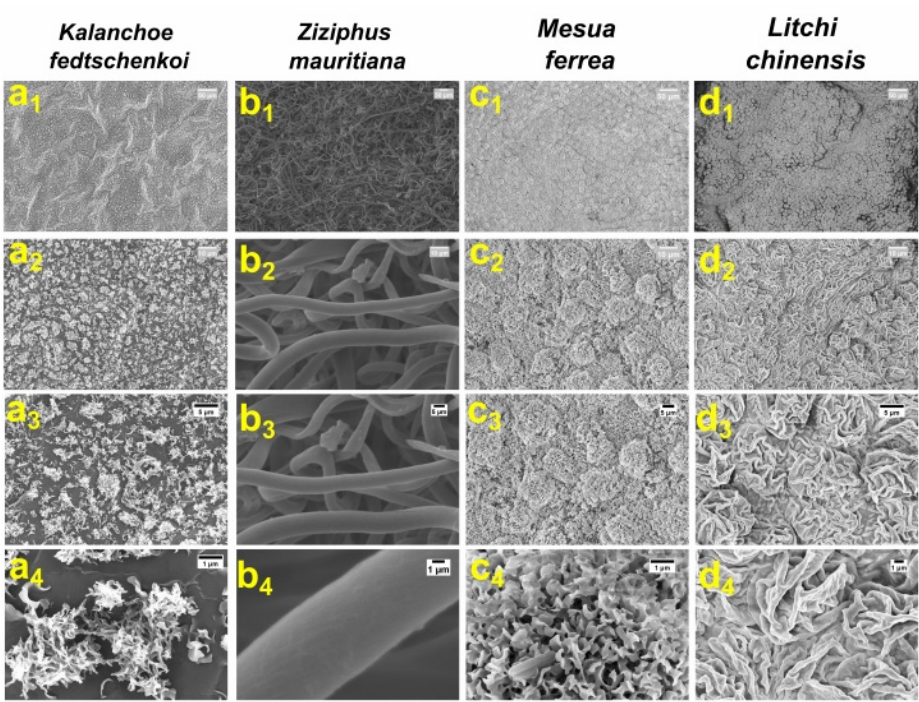 Kalanchoe
fedtschenkoi
Ziziphus
mauritiana
Mesua
ferrea
Litchi
chinensis
a1
b1
c1
d1
a2
b2
c2
d2
a3
5 µm
b3
5 µm
c3
5 µm
d3
5 µm
a4
1 µm
b4
1 µm
c4
1 µm
d4
1 µm